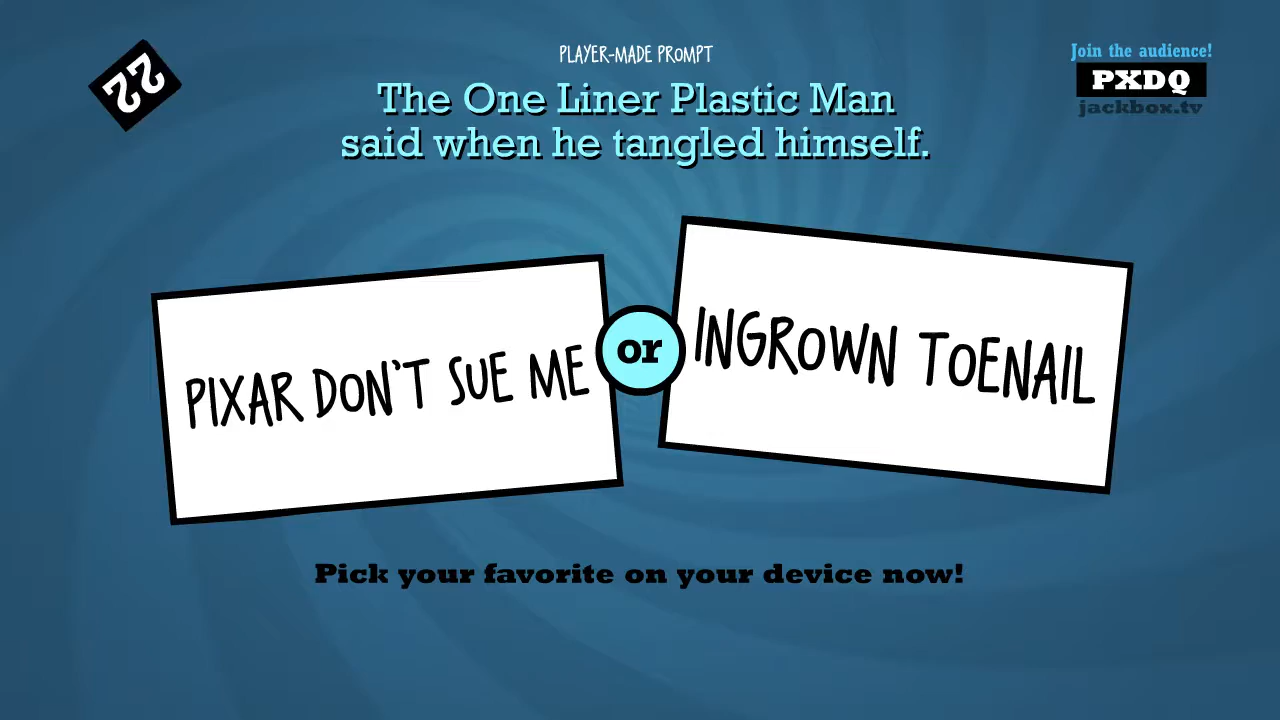 22
PLAYER-MADE PROMPT
The One Liner Plastic Man
said when he tangled himself.
Join the audience!
PXDQ
jackbox.tv
PIXAR DON'T SUE ME
or
INGROWN TOENAIL
Pick your favorite on your device now!